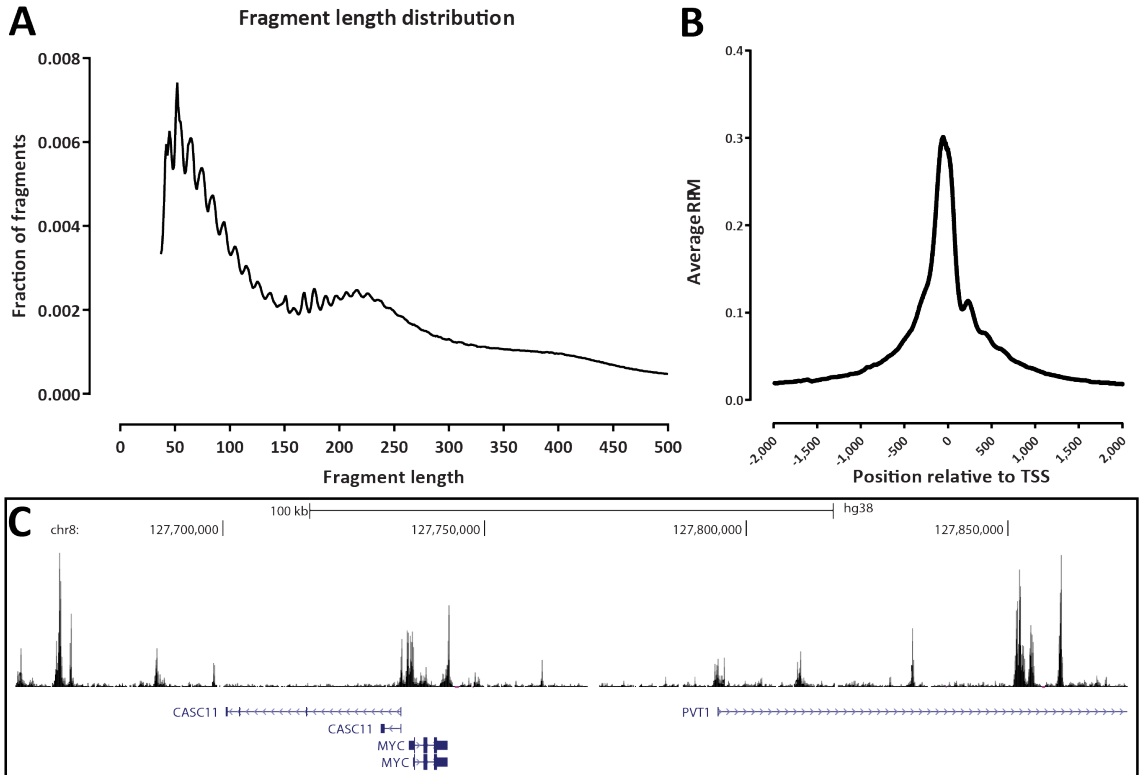 A
Fragment length distribution
Fraction of fragments
0.008
0.006
0.004
0.002
0.000
0 50 100 150 200 250 300 350 400 450 500
Fragment length
B
Average RPM
0.4
0.3
0.2
0.1
0.0
-2,000 -1,500 -1,000 -500 0 500 1,000 1,500 2,000
Position relative to TSS
C
100 kb hg38
chr8: 127,700,000 127,750,000 127,800,000 127,850,000
CASC11 PVT1
CASC11
MYC
MYC